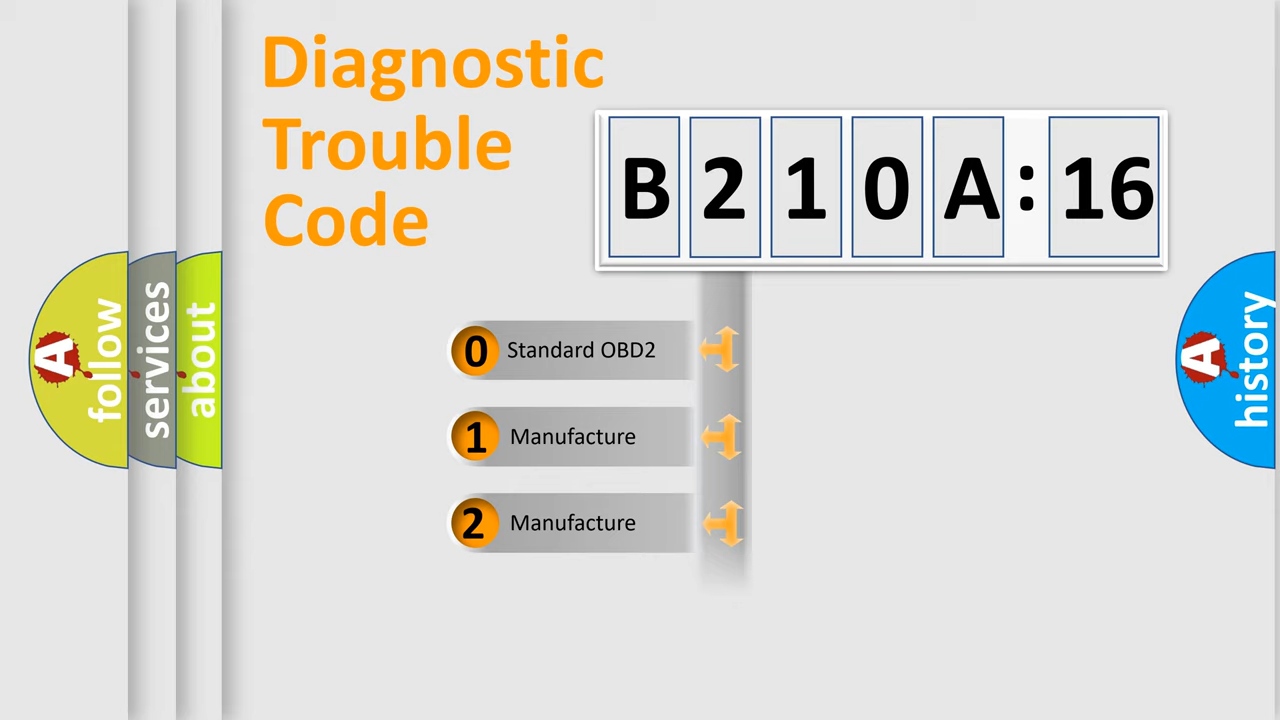 Diagnostic
Trouble
Code
B 2 1 0 A : 16
0 Standard OBD2
1 Manufacture
2 Manufacture
A follow
services
about
A history